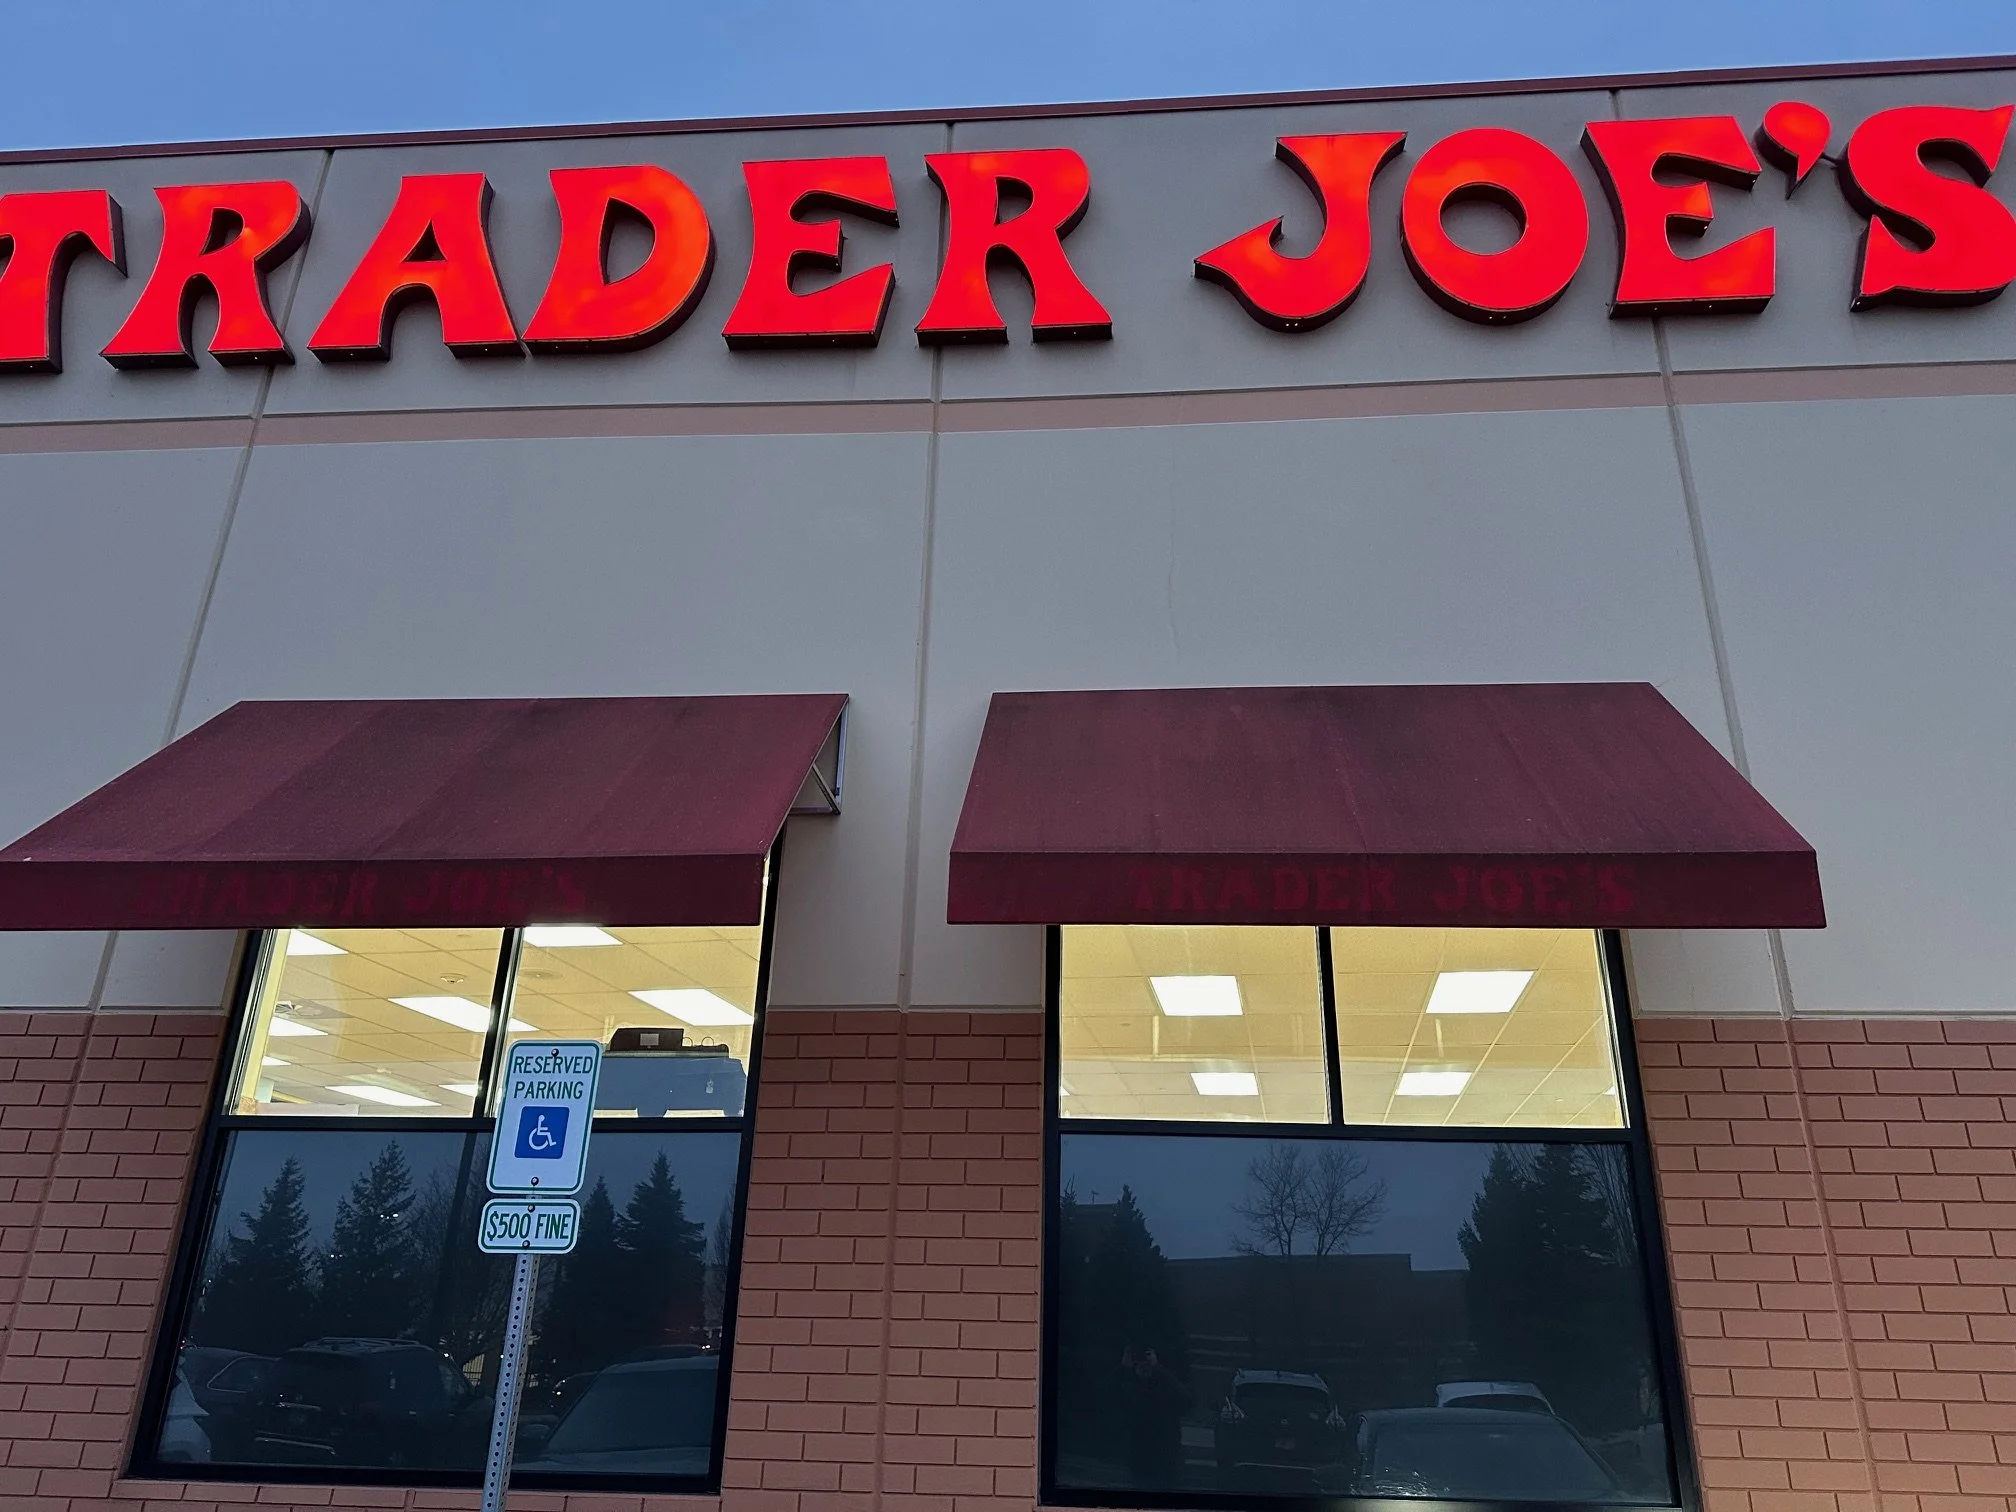 TRADER JOE'S
TRADER JOE'S
TRADER JOE'S
RESERVED
PARKING
$500 FINE